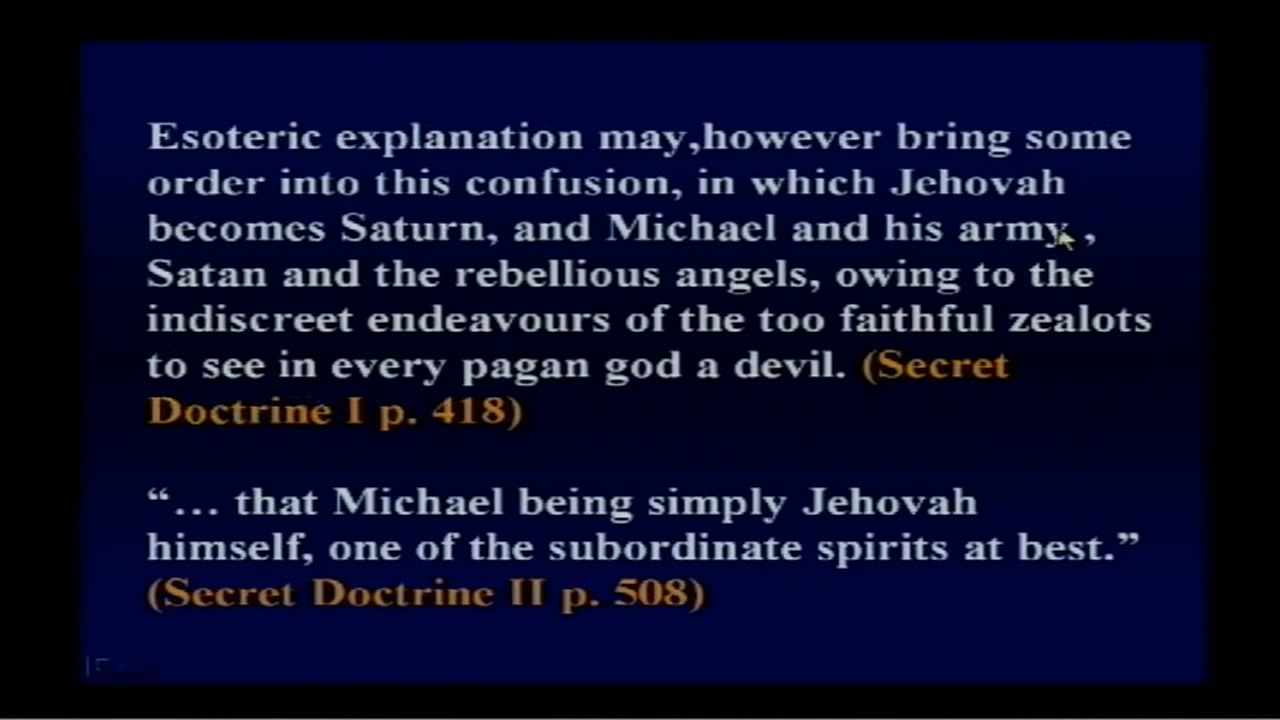 Esoteric explanation may,however bring some
order into this confusion, in which Jehovah
becomes Saturn, and Michael and his army ,
Satan and the rebellious angels, owing to the
indiscreet endeavours of the too faithful zealots
to see in every pagan god a devil. (Secret
Doctrine I p. 418)
“… that Michael being simply Jehovah
himself, one of the subordinate spirits at best.”
(Secret Doctrine II p. 508)